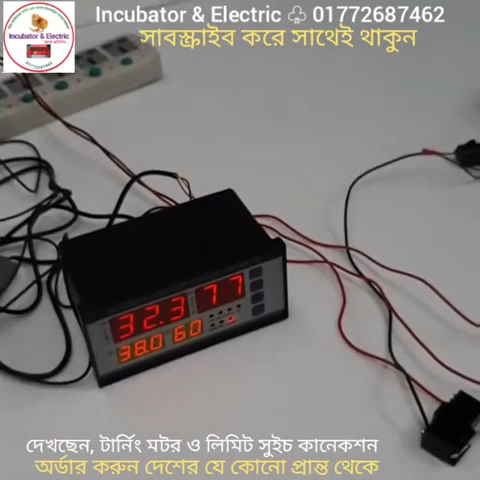 Incubator & Electric ♧ 01772687462
সাবস্ক্রাইব করে সাথেই থাকুন
Incubator & Electric
32.3 77
38.0 60
দেখছেন, টার্নিং মটর ও লিমিট সুইচ কানেকশন
অর্ডার করুন দেশের যে কোনো প্রান্ত থেকে